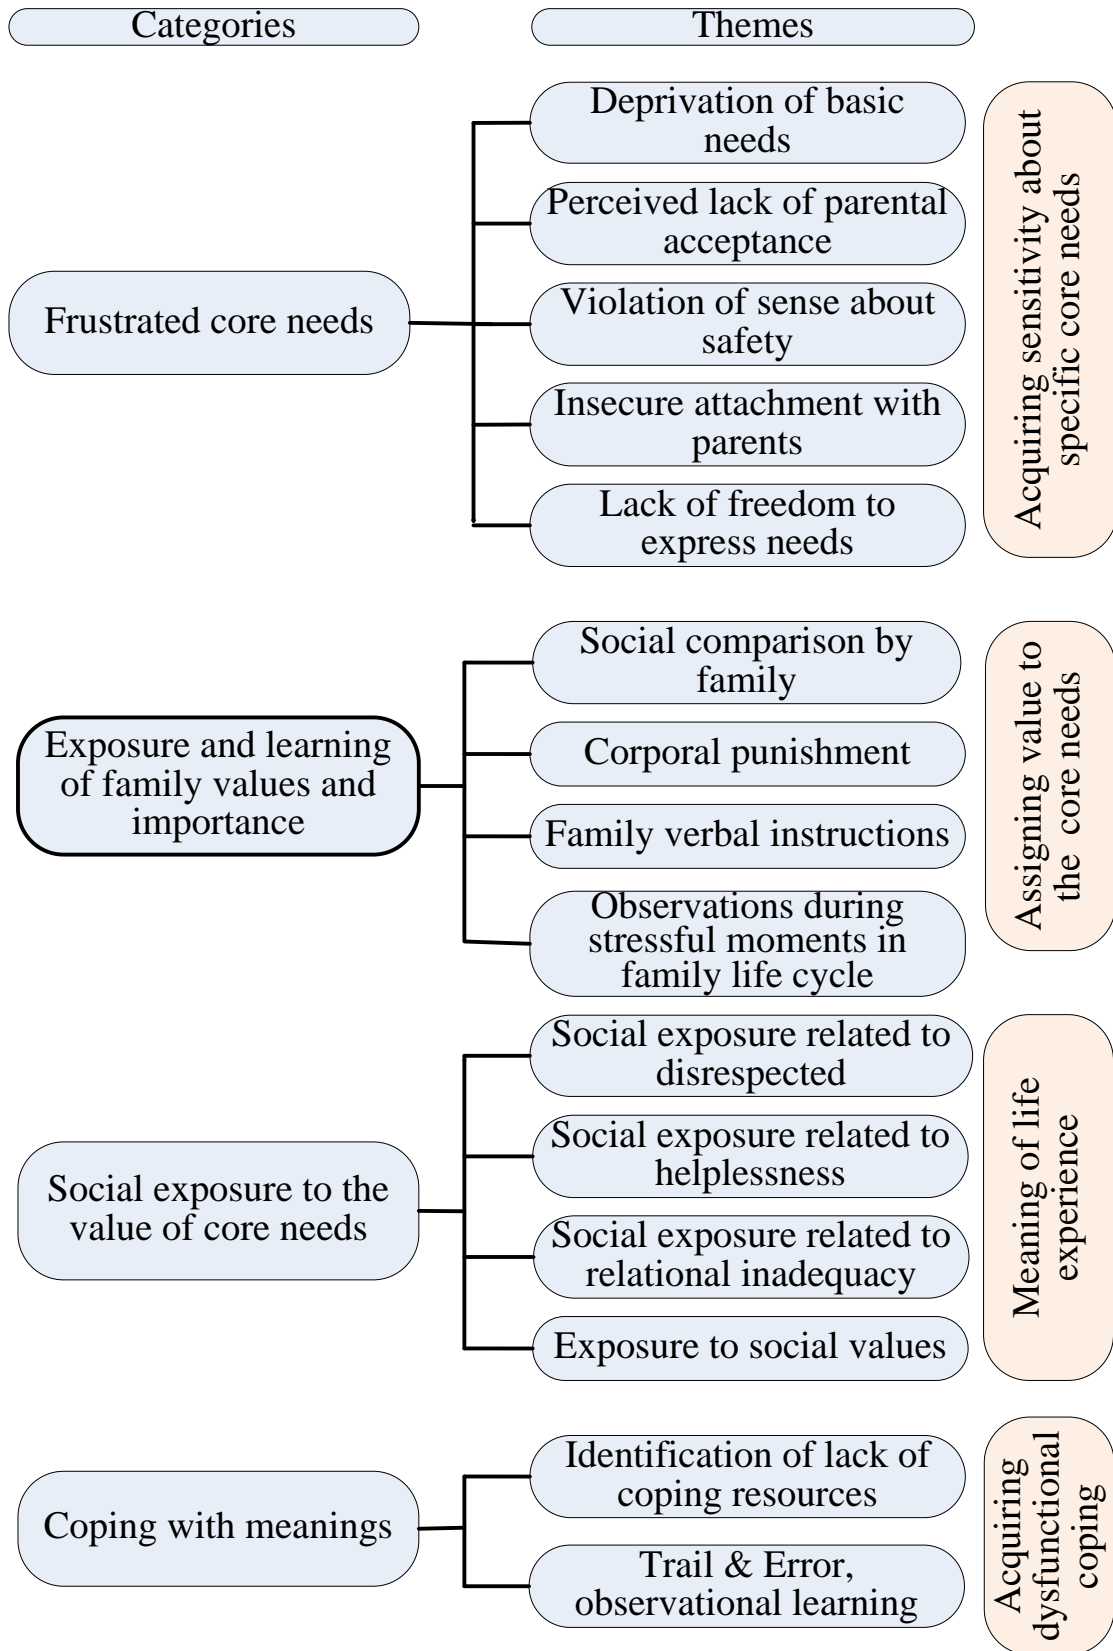 Categories
Themes
Frustrated core needs
Deprivation of basic
needs
Perceived lack of parental
acceptance
Violation of sense about
safety
Insecure attachment with
parents
Lack of freedom to
express needs
Acquiring sensitivity about
specific core needs
Exposure and learning
of family values and
importance
Social comparison by
family
Corporal punishment
Family verbal instructions
Observations during
stressful moments in
family life cycle
Assigning value to
the core needs
Social exposure to the
value of core needs
Social exposure related to
disrespected
Social exposure related to
helplessness
Social exposure related to
relational inadequacy
Exposure to social values
Meaning of life
experience
Coping with meanings
Identification of lack of
coping resources
Trail & Error,
observational learning
Acquiring
dysfunctional
coping